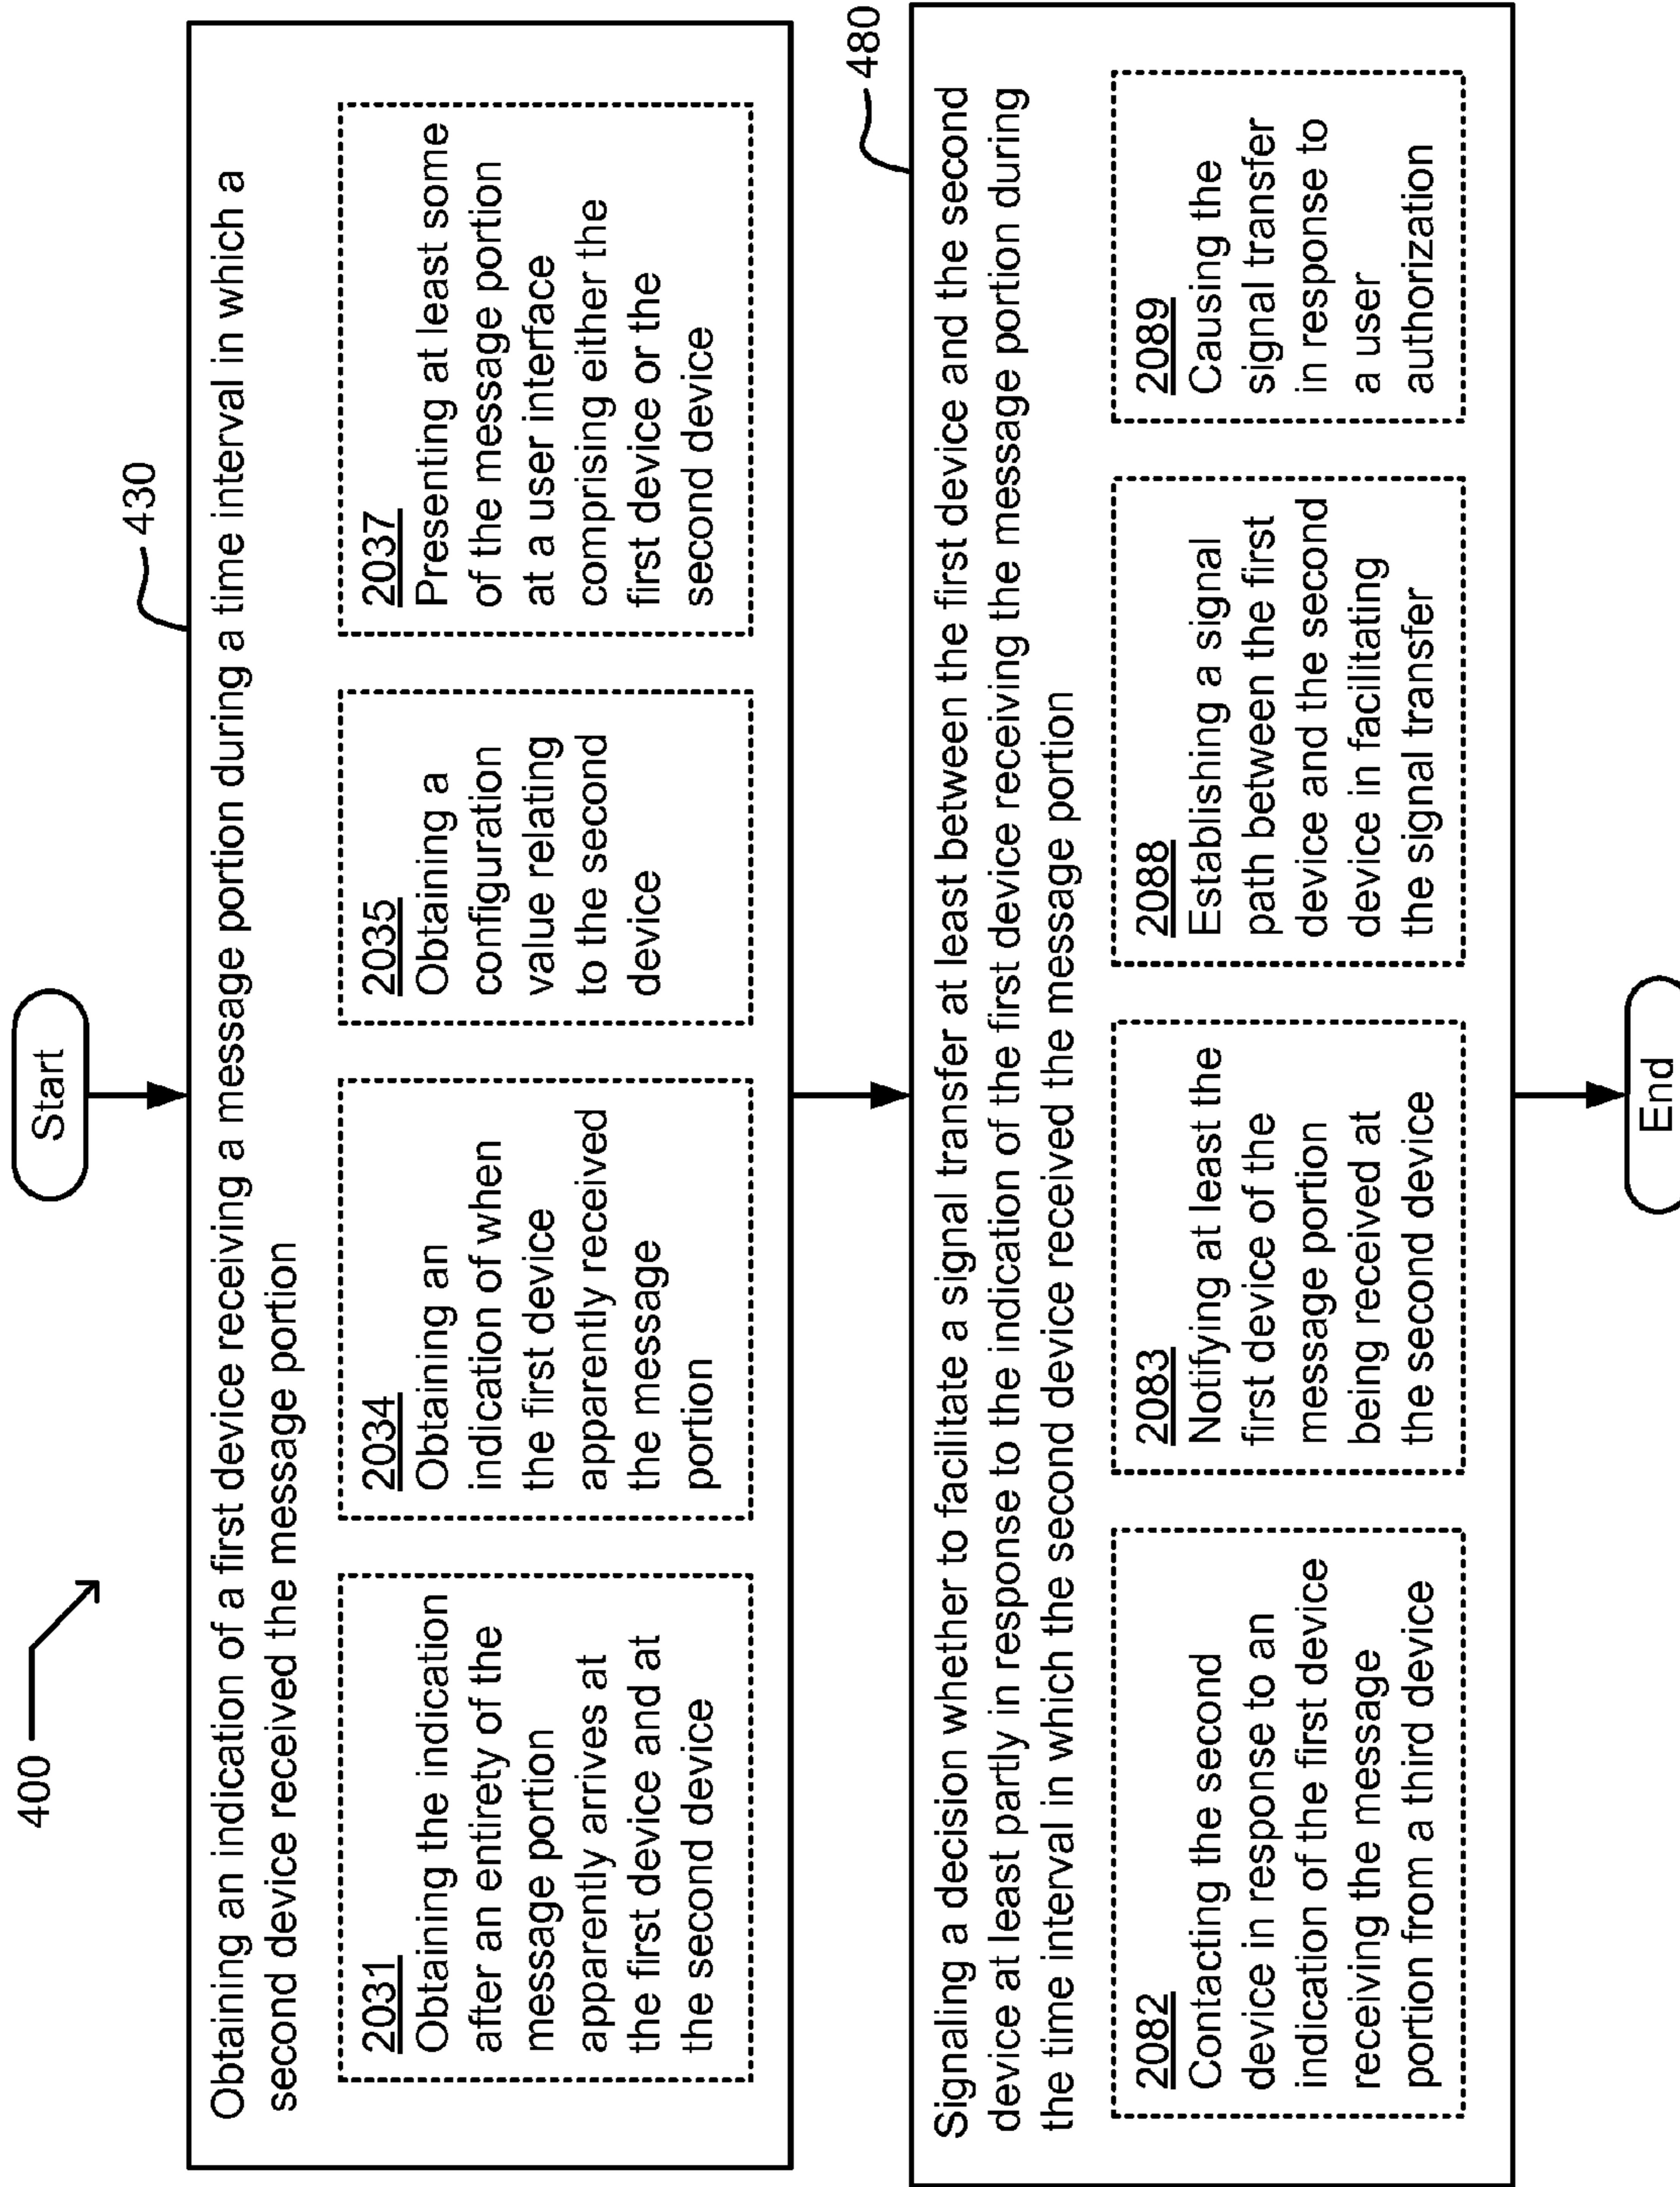 400
Start
430
Obtaining an indication of a first device receiving a message portion during a time interval in which a
second device received the message portion
2031
Obtaining the indication
after an entirety of the
message portion
apparently arrives at
the first device and at
the second device
2034
Obtaining an
indication of when
the first device
apparently received
the message
portion
2035
Obtaining a
configuration
value relating
to the second
device
2037
Presenting at least some
of the message portion
at a user interface
comprising either the
first device or the
second device
480
Signaling a decision whether to facilitate a signal transfer at least between the first device and the second
device at least partly in response to the indication of the first device receiving the message portion during
the time interval in which the second device received the message portion
2082
Contacting the second
device in response to an
indication of the first device
receiving the message
portion from a third device
2083
Notifying at least the
first device of the
message portion
being received at
the second device
2088
Establishing a signal
path between the first
device and the second
device in facilitating
the signal transfer
2089
Causing the
signal transfer
in response to
a user
authorization
End